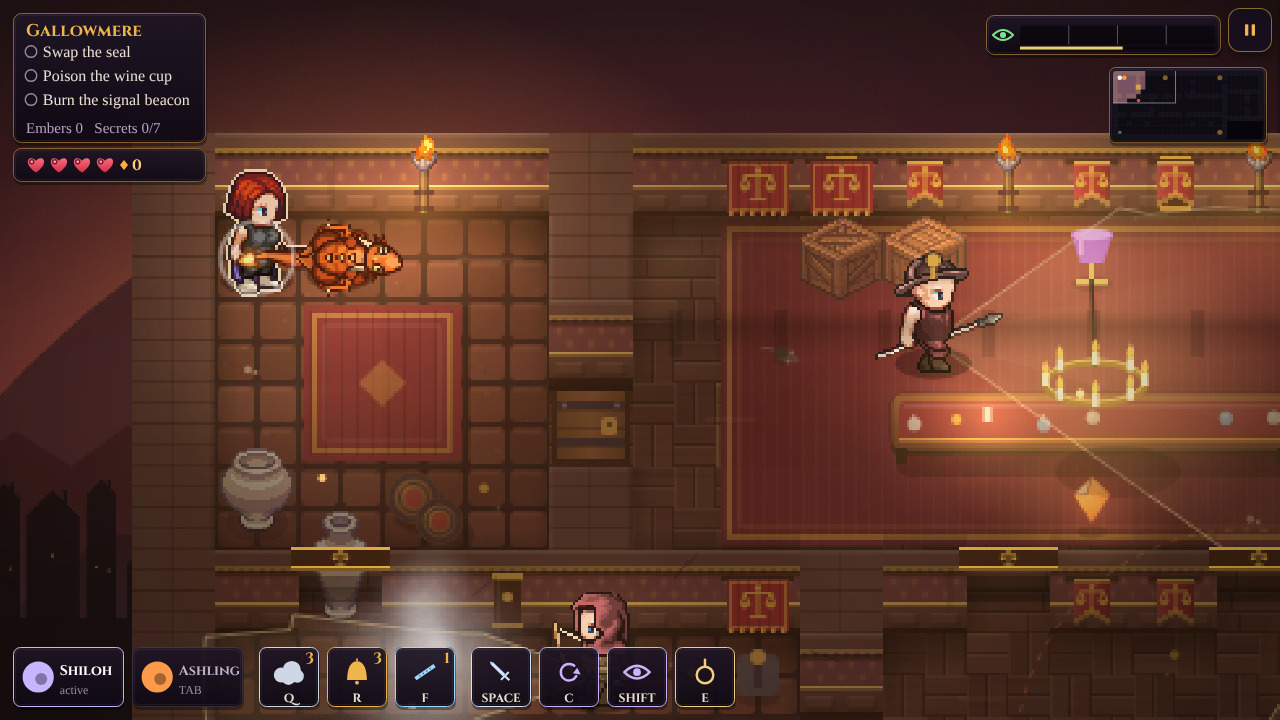 Gallowmere
Swap the seal
Poison the wine cup
Burn the signal beacon
Embers 0 Secrets 0/7
0
Shiloh
active
Ashling
TAB
3
Q
3
R
1
F
SPACE
C
SHIFT
E